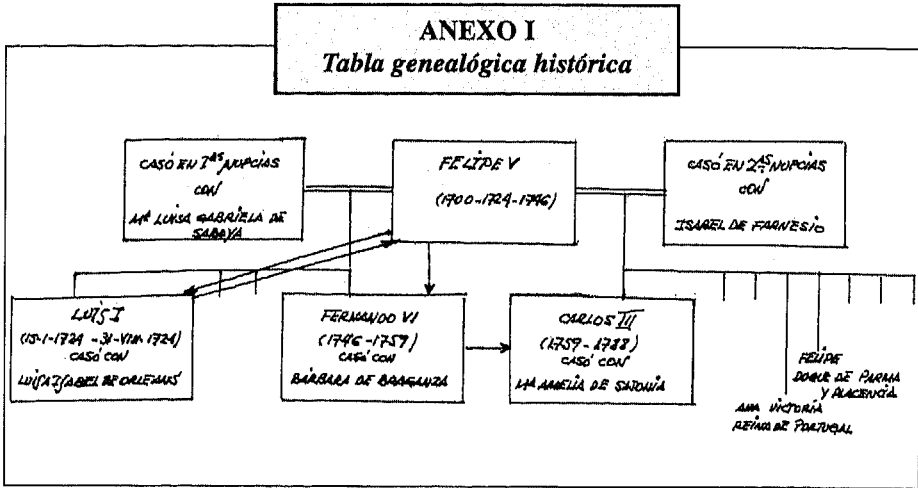 ANEXO I
Tabla genealógica histórica
CASÓ EN 1AS NUPCIAS
CON
Mª LUISA GABRIELA DE
SABOYA
FELIPE V
(1700-1724-1746)
CASÓ EN 2AS NUPCIAS
CON
ISABEL DE FARNESIO
LUIS I
(15-1-1724 -31-VIII-1724)
CASÓ CON
LUISA ISABEL DE ORLEANS
FERNANDO VI
(1746-1759)
CASÓ CON
BÁRBARA DE BRAGANZA
CARLOS III
(1759-1788)
CASÓ CON
Mª AMELIA DE SAJONIA
FELIPE
DUQUE DE PARMA
Y PLACENCIA
ANA VICTORIA
REINA DE PORTUGAL